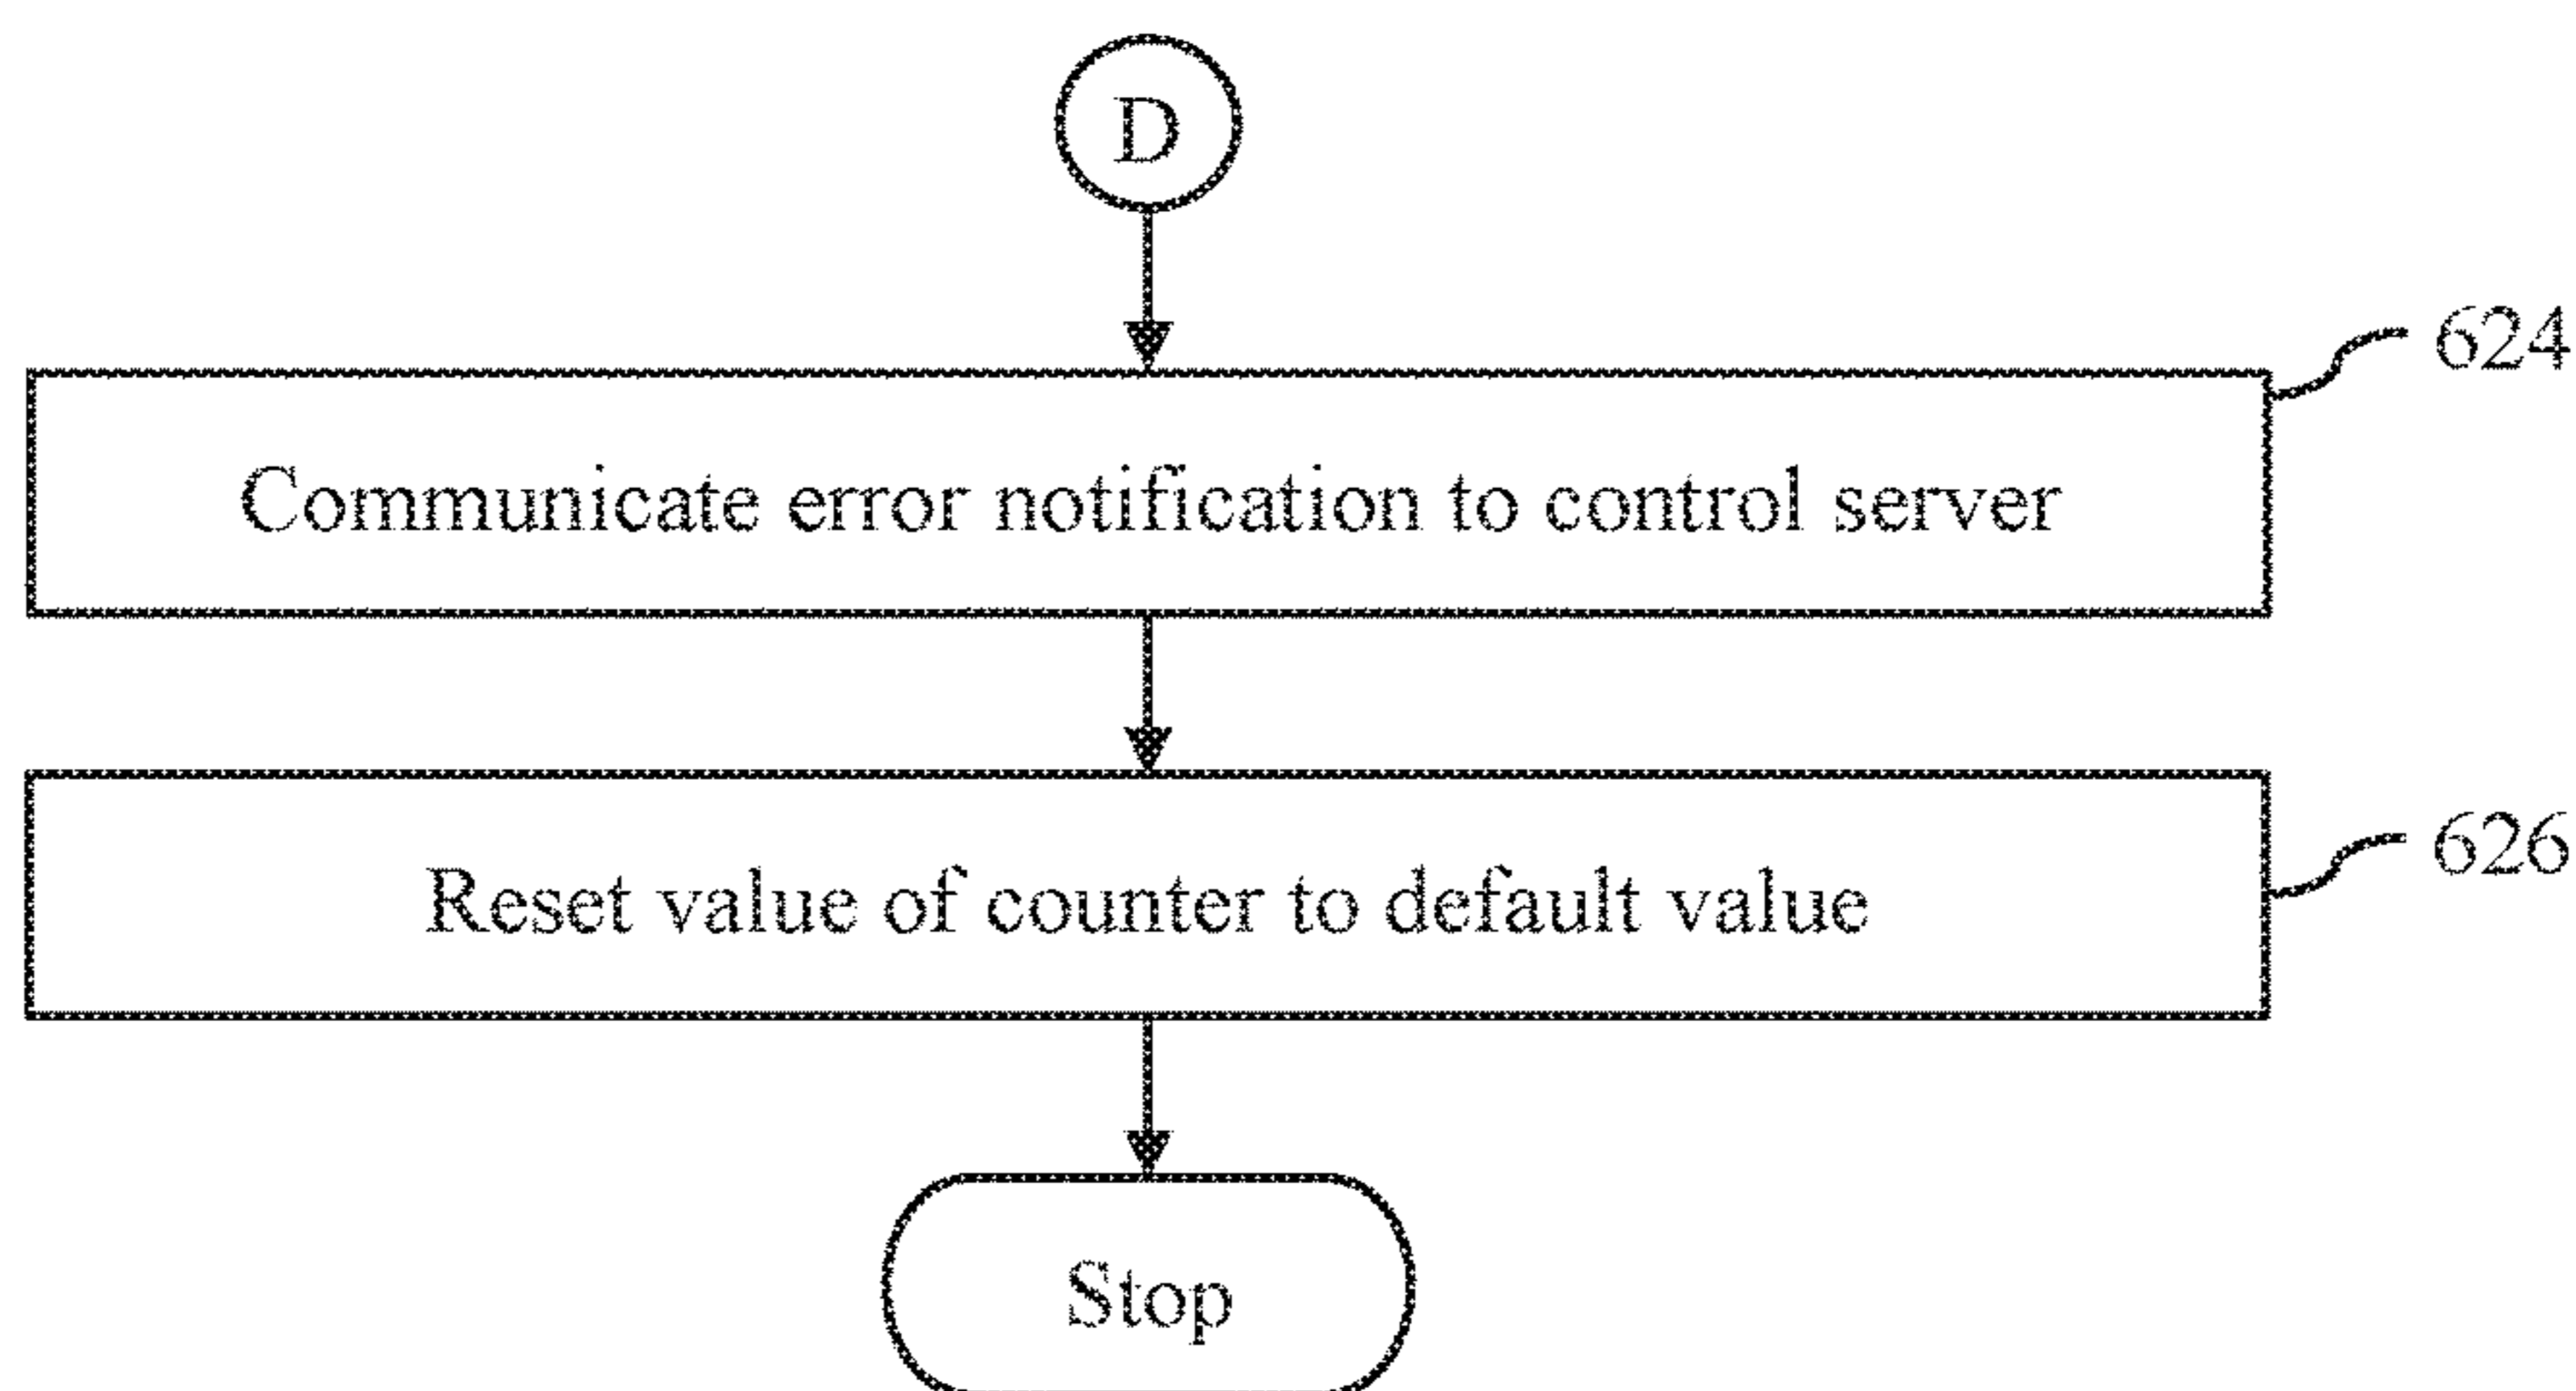 D
624
Communicate error notification to control server
626
Reset value of counter to default value
Stop